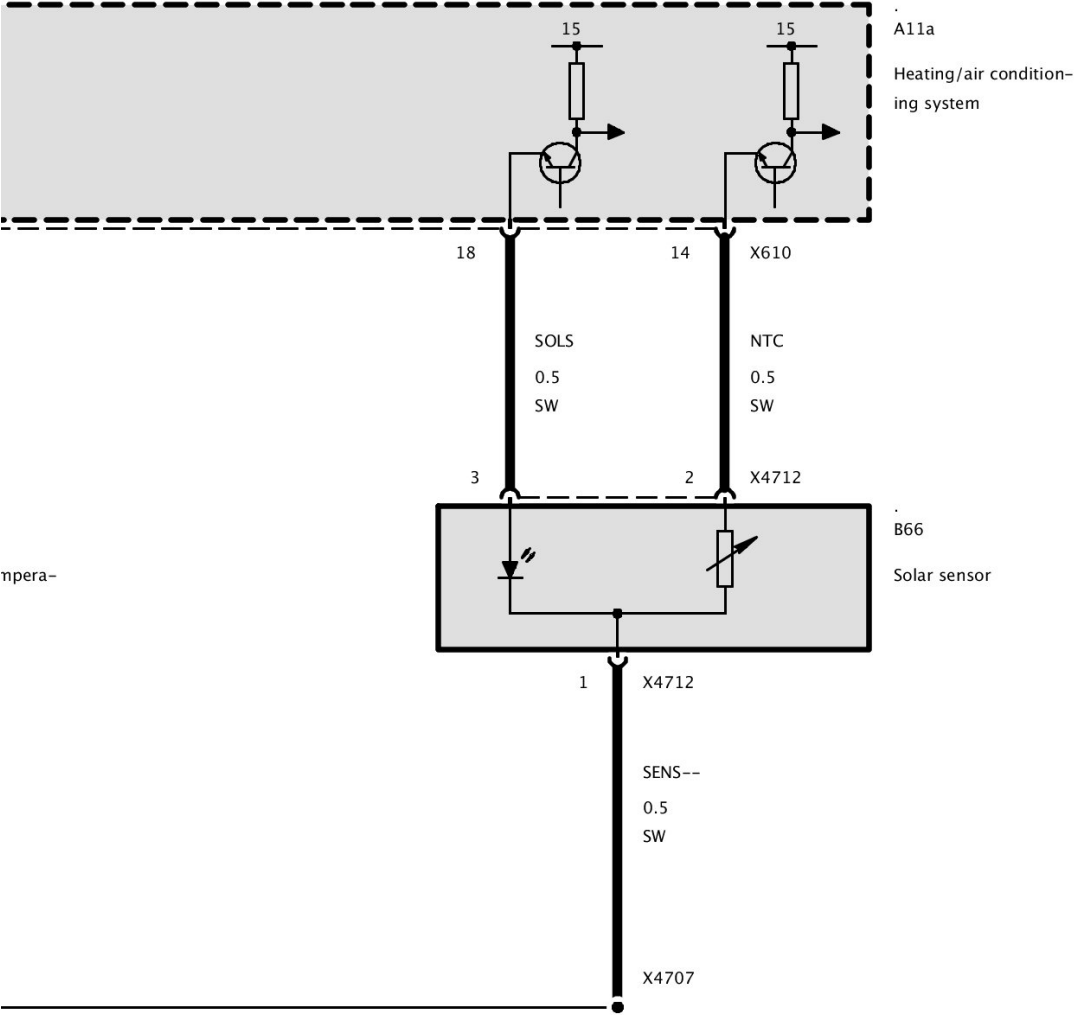 .
15
15
A11a
Heating/air condition-
ing system
18
14
X610
SOLS
NTC
0.5
0.5
SW
SW
3
2
X4712
.
B66
mpera-
Solar sensor
1
X4712
SENS--
0.5
SW
X4707